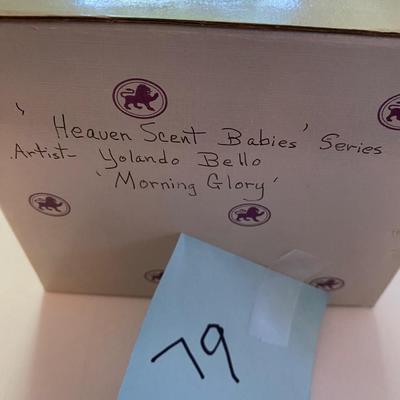 'Heaven Scent Babies' Series
Artist- Yolando Bello
'Morning Glory'
79